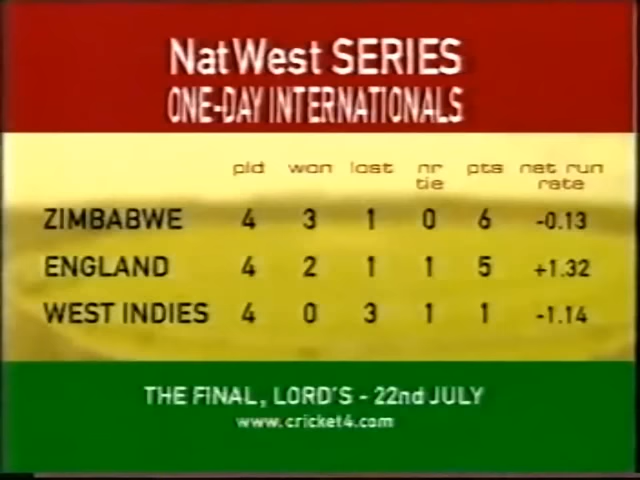 NatWest SERIES
ONE-DAY INTERNATIONALS
pld won lost nr tie pts net run rate
ZIMBABWE 4 3 1 0 6 -0.13
ENGLAND 4 2 1 1 5 +1.32
WEST INDIES 4 0 3 1 1 -1.14
THE FINAL, LORD'S - 22nd JULY
www.cricket4.com